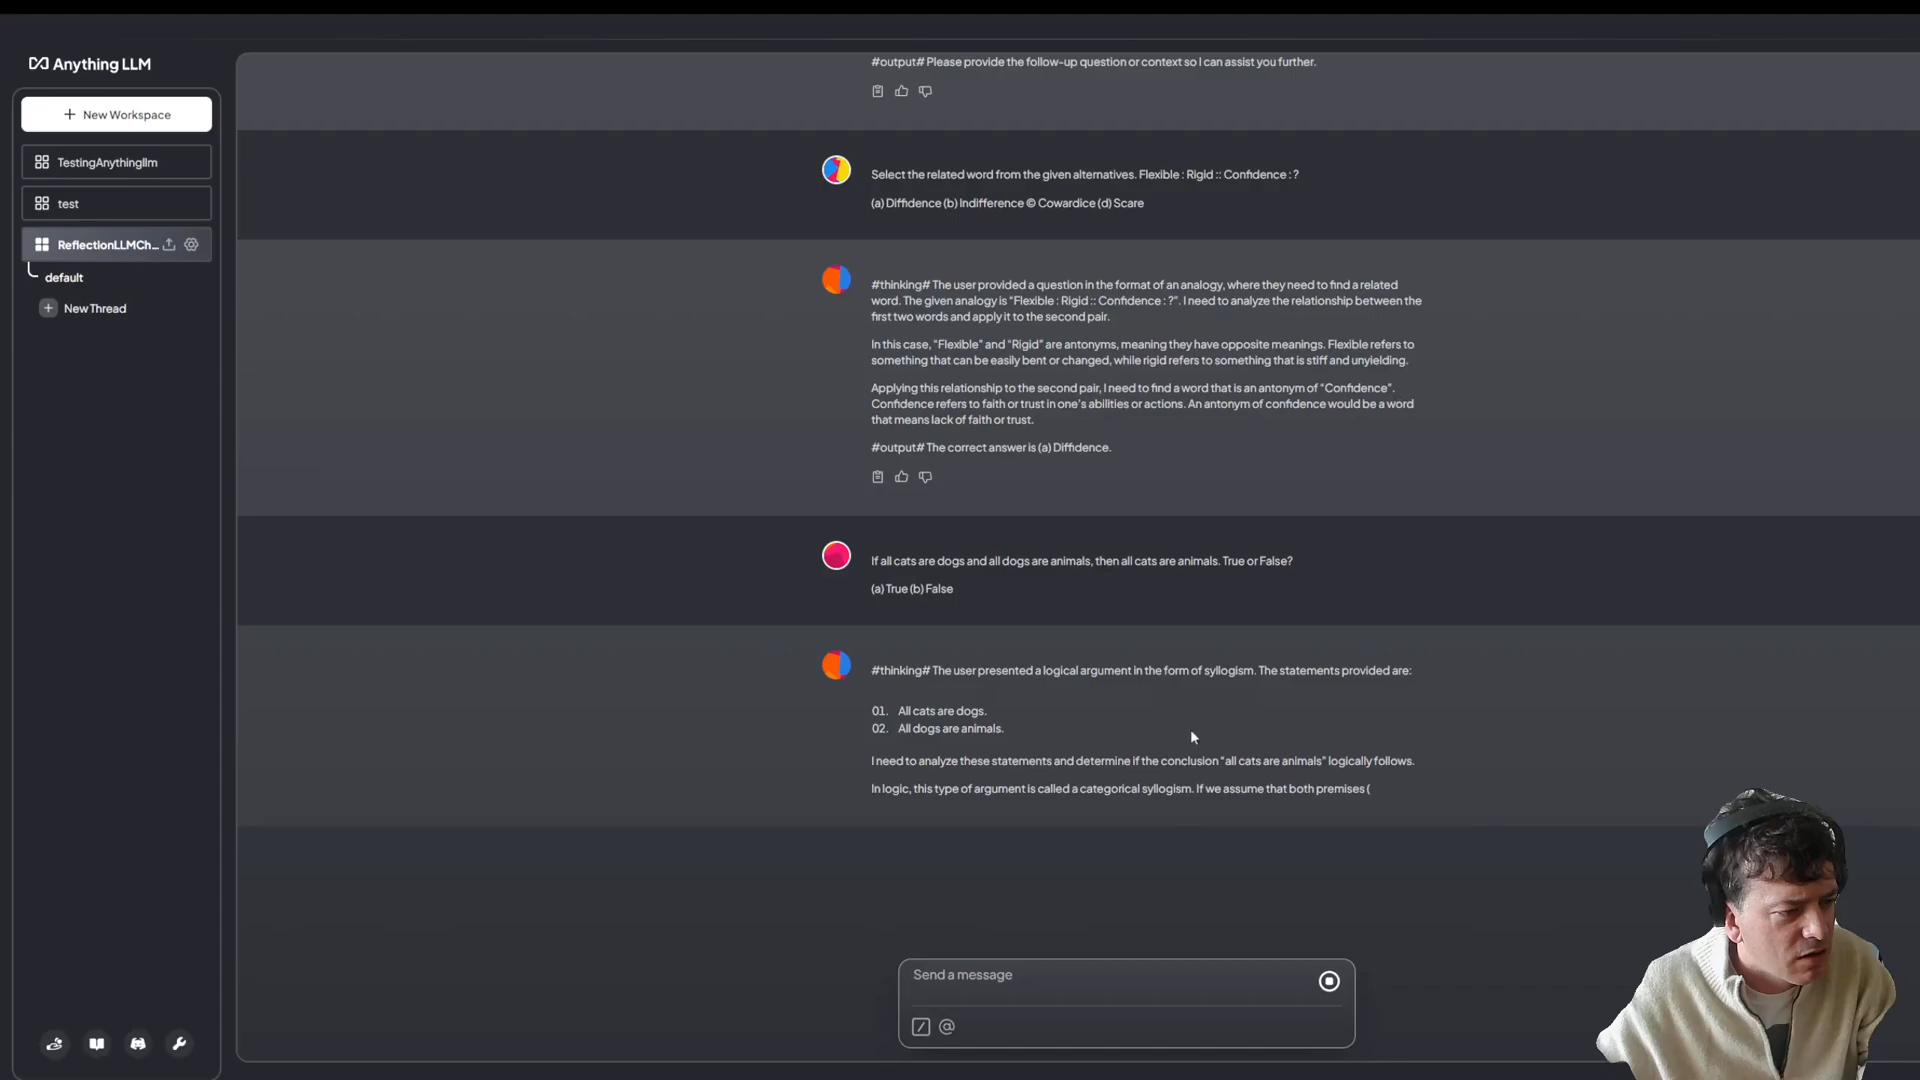 Anything LLM
+ New Workspace
TestingAnythingllm
test
ReflectionLLMCh...
default
+ New Thread
#output# Please provide the follow-up question or context so I can assist you further.
Select the related word from the given alternatives. Flexible : Rigid :: Confidence : ?
(a) Diffidence (b) Indifference © Cowardice (d) Scare
#thinking# The user provided a question in the format of an analogy, where they need to find a related
word. The given analogy is "Flexible : Rigid :: Confidence : ?". I need to analyze the relationship between the
first two words and apply it to the second pair.
In this case, "Flexible" and "Rigid" are antonyms, meaning they have opposite meanings. Flexible refers to
something that can be easily bent or changed, while rigid refers to something that is stiff and unyielding.
Applying this relationship to the second pair, I need to find a word that is an antonym of "Confidence".
Confidence refers to faith or trust in one's abilities or actions. An antonym of confidence would be a word
that means lack of faith or trust.
#output# The correct answer is (a) Diffidence.
If all cats are dogs and all dogs are animals, then all cats are animals. True or False?
(a) True (b) False
#thinking# The user presented a logical argument in the form of syllogism. The statements provided are:
01. All cats are dogs.
02. All dogs are animals.
I need to analyze these statements and determine if the conclusion "all cats are animals" logically follows.
In logic, this type of argument is called a categorical syllogism. If we assume that both premises (
Send a message